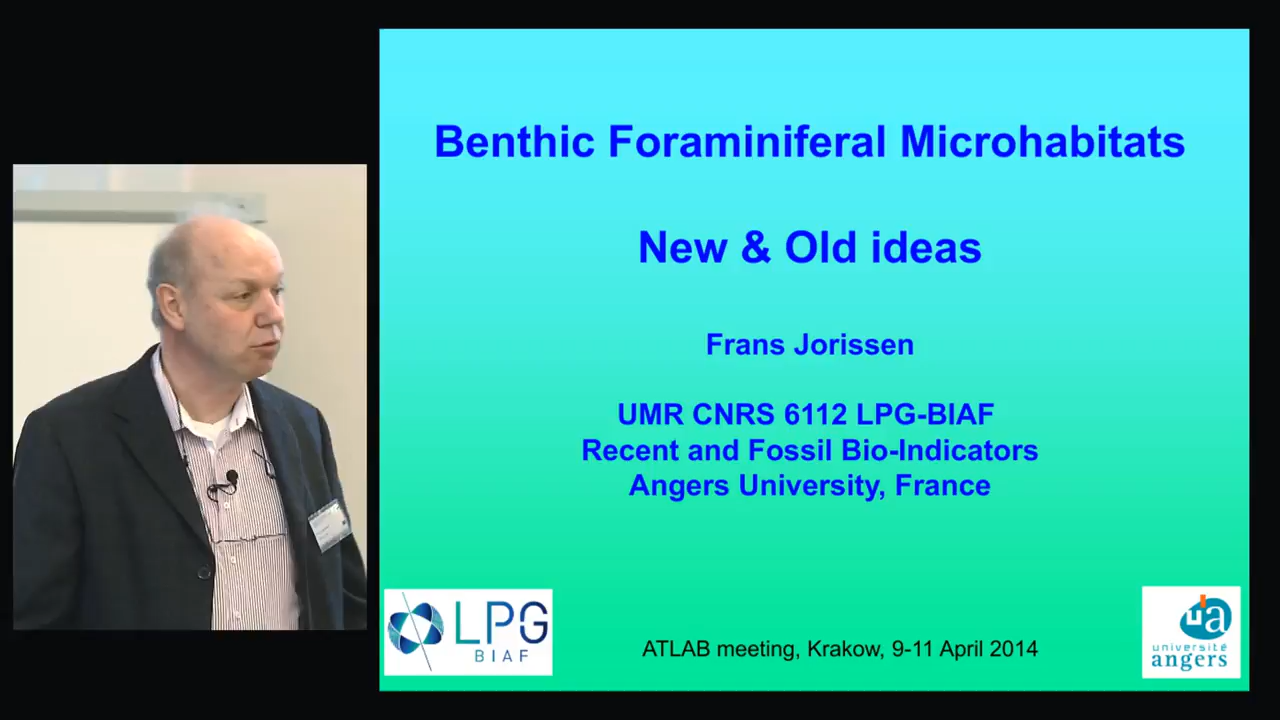 Benthic Foraminiferal Microhabitats
New & Old ideas
Frans Jorissen
UMR CNRS 6112 LPG-BIAF
Recent and Fossil Bio-Indicators
Angers University, France
LPG
BIAF
ATLAB meeting, Krakow, 9-11 April 2014
ua
université
angers